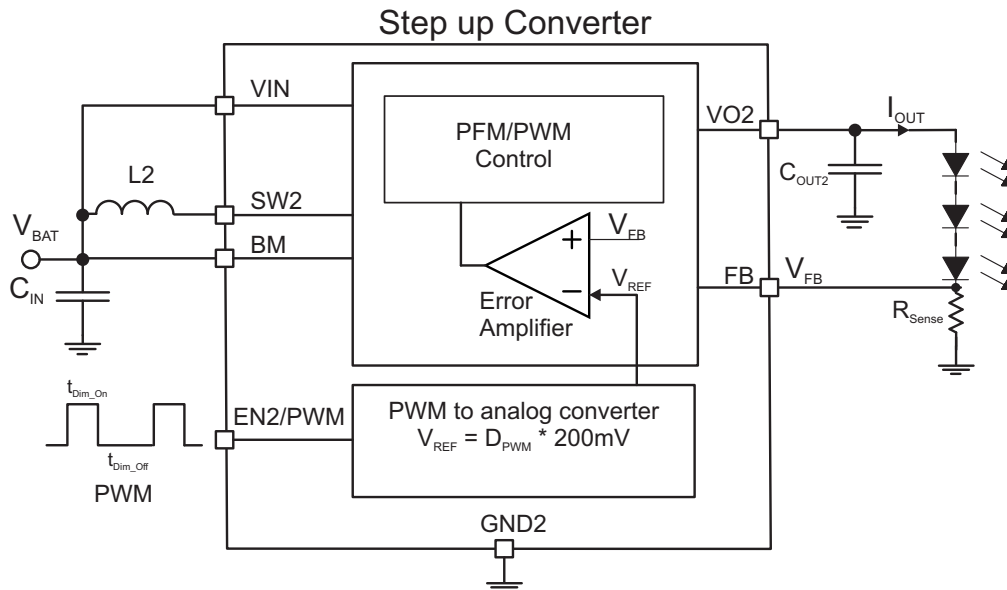 Step up Converter
VIN
PFM/PWM
Control
VO2
I_OUT
C_OUT2
L2
SW2
V_BAT
BM
C_IN
+
V_FB
V_REF
−
Error
Amplifier
FB
V_FB
R_Sense
t_Dim_On
t_Dim_Off
PWM
EN2/PWM
PWM to analog converter
V_REF = D_PWM * 200mV
GND2